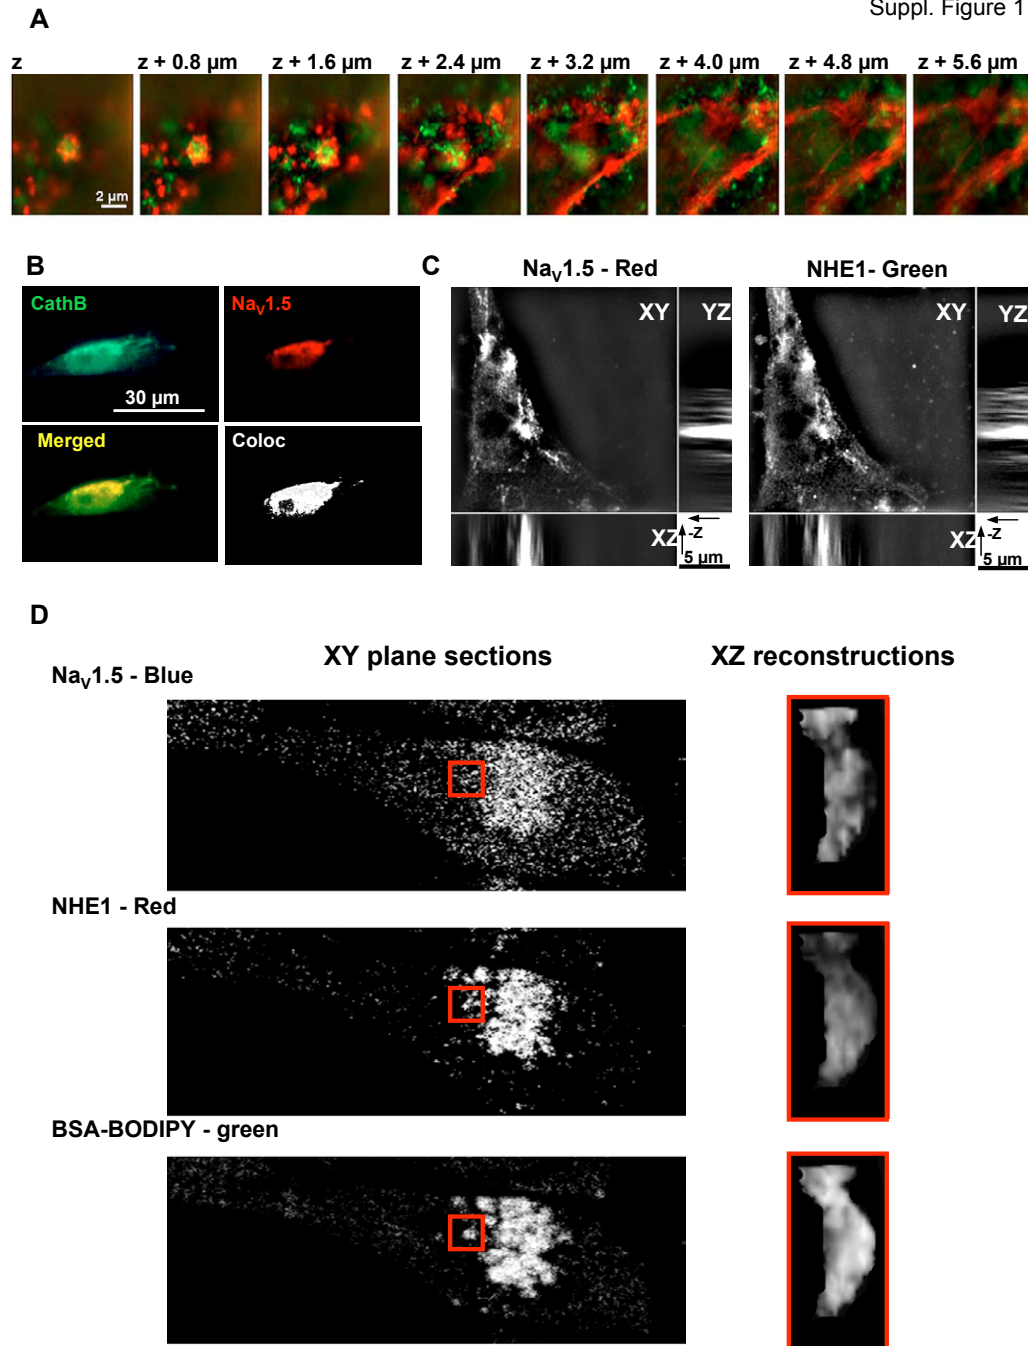 Suppl. Figure 1
A
z z + 0.8 µm z + 1.6 µm z + 2.4 µm z + 3.2 µm z + 4.0 µm z + 4.8 µm z + 5.6 µm
2 µm
B
CathB NaV1.5
30 µm
Merged Coloc
C
NaV1.5 - Red NHE1- Green
XY YZ XY YZ
XZ -Z XZ -Z
5 µm 5 µm
D
XY plane sections XZ reconstructions
NaV1.5 - Blue
NHE1 - Red
BSA-BODIPY - green